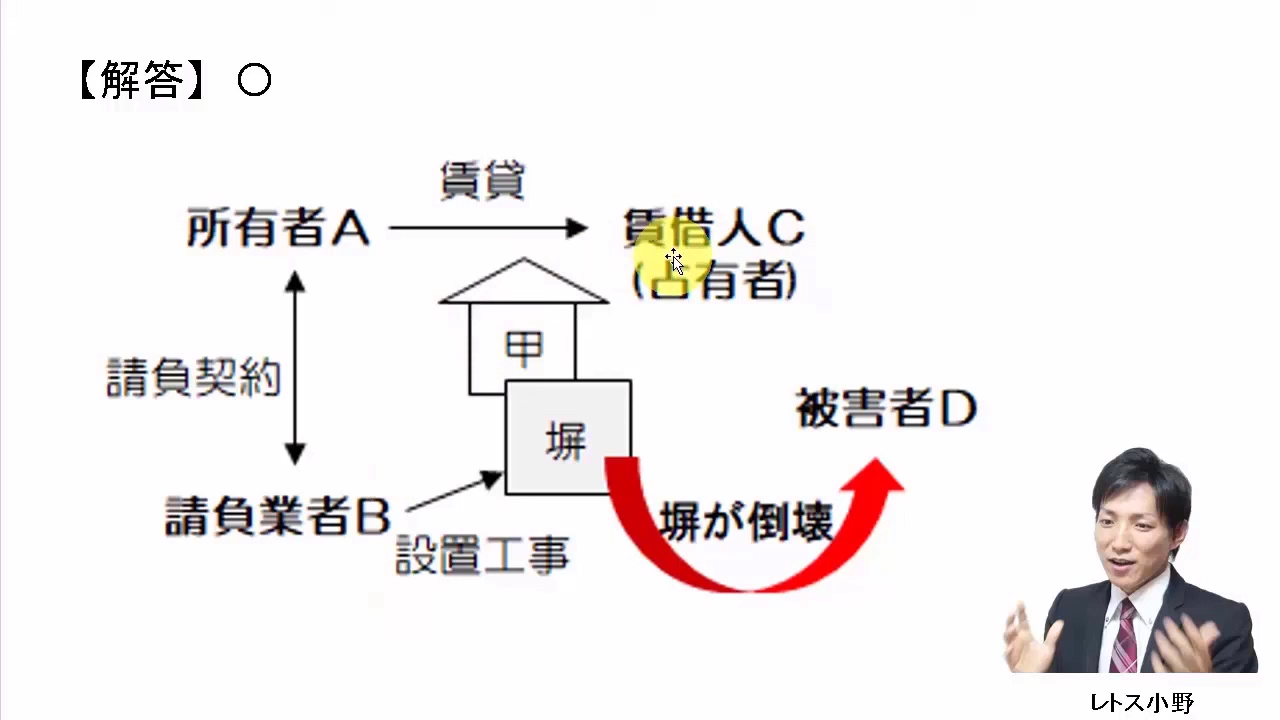 【解答】 ○
賃貸
所有者A
賃借人C
(占有者)
甲
請負契約
塀
被害者D
請負業者B
設置工事
塀が倒壊
レトス小野